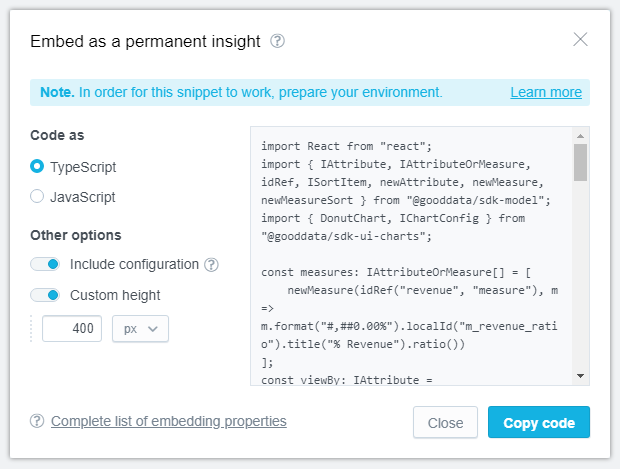 Embed as a permanent insight
Note. In order for this snippet to work, prepare your environment. Learn more
Code as
TypeScript
JavaScript
Other options
Include configuration
Custom height
400 px
import React from "react";
import { IAttribute, IAttributeOrMeasure,
idRef, ISortItem, newAttribute, newMeasure,
newMeasureSort } from "@gooddata/sdk-model";
import { DonutChart, IChartConfig } from
"@gooddata/sdk-ui-charts";
const measures: IAttributeOrMeasure[] = [
newMeasure(idRef("revenue", "measure"), m
=>
m.format("#,##0.00%").localId("m_revenue_rati
o").title("% Revenue").ratio())
];
const viewBy: IAttribute =
Complete list of embedding properties
Close
Copy code